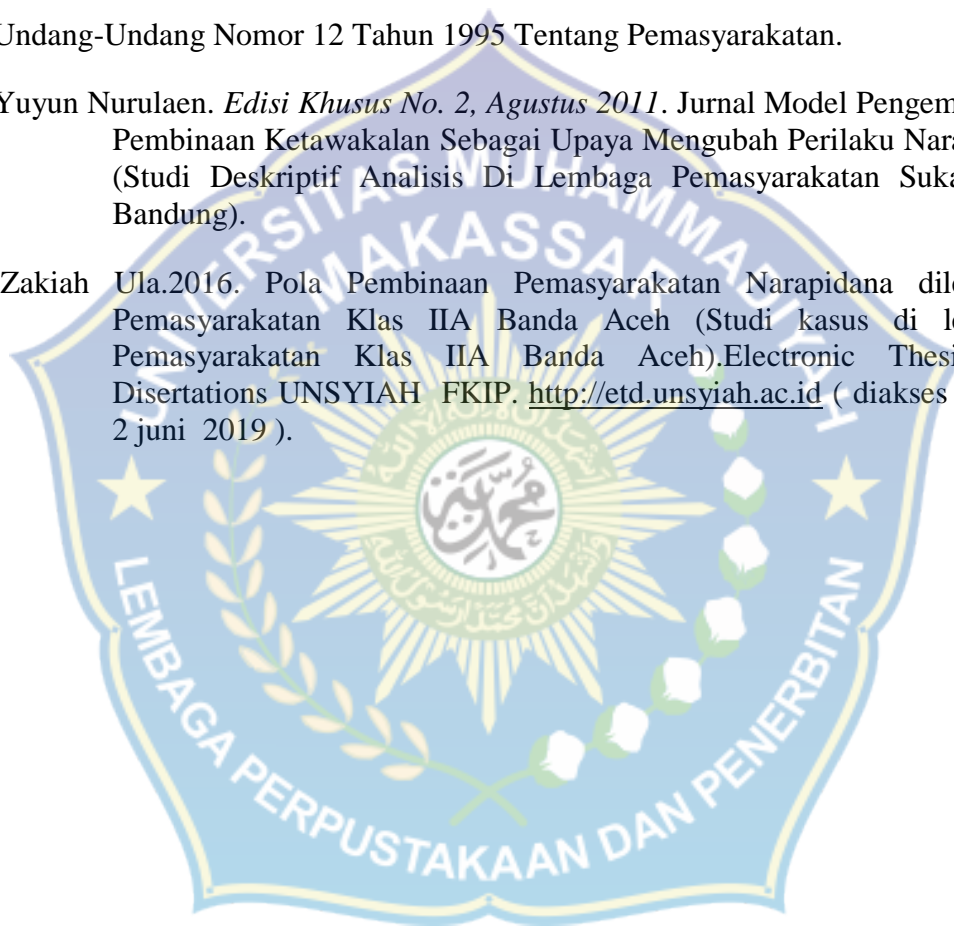 Undang-Undang Nomor 12 Tahun 1995 Tentang Pemasyarakatan.
Yuyun Nurulaen. Edisi Khusus No. 2, Agustus 2011. Jurnal Model Pengem
Pembinaan Ketawakalan Sebagai Upaya Mengubah Perilaku Nara
(Studi Deskriptif Analisis Di Lembaga Pemasyarakatan Suka
Bandung).
Zakiah Ula.2016. Pola Pembinaan Pemasyarakatan Narapidana dile
Pemasyarakatan Klas IIA Banda Aceh (Studi kasus di le
Pemasyarakatan Klas IIA Banda Aceh).Electronic Thesi
Disertations UNSYIAH FKIP. http://etd.unsyiah.ac.id ( diakses
2 juni 2019 ).
UNIVERSITAS MUHAMMADIYAH
MAKASSAR
محمد
LEMBAGA PERPUSTAKAAN DAN PENERBITAN